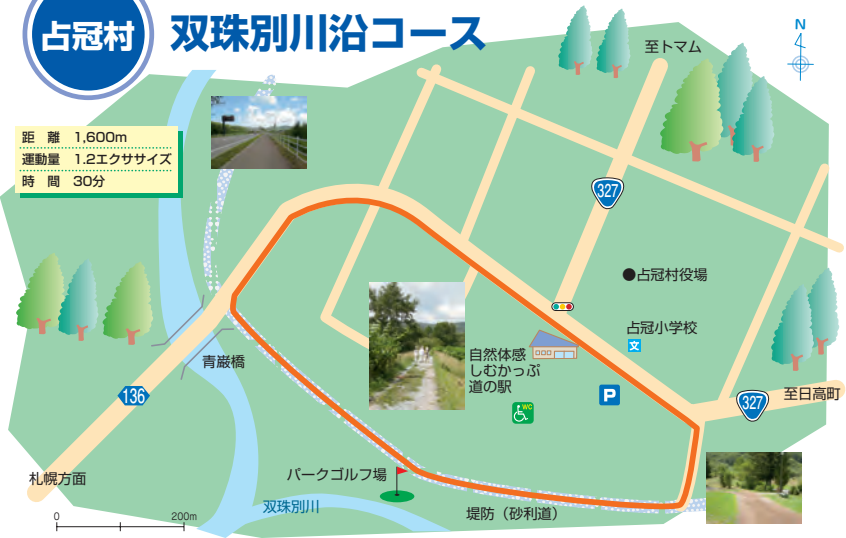 占冠村
双珠別川沿コース
距　離　1,600m
運動量　1.2エクササイズ
時　間　30分
N
至トマム
327
●占冠村役場
占冠小学校
文
自然体感
しむかっぷ
道の駅
WC
P
至日高町
327
青巌橋
136
札幌方面
パークゴルフ場
双珠別川
堤防（砂利道）
0
200m